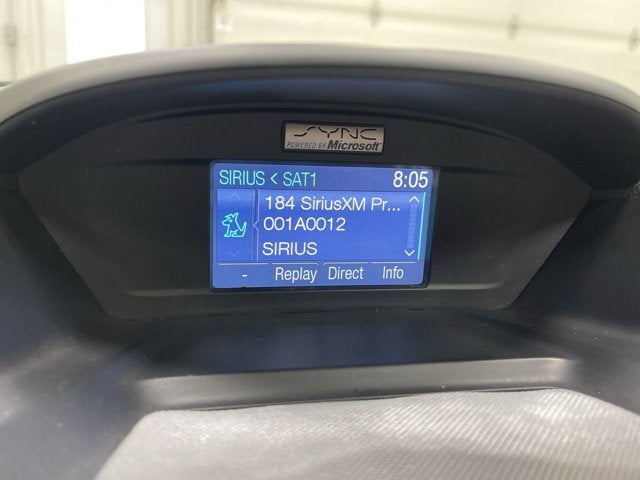 SYNC
POWERED BY Microsoft
SIRIUS < SAT1 8:05
184 SiriusXM Pr...
001A0012
SIRIUS
- Replay Direct Info